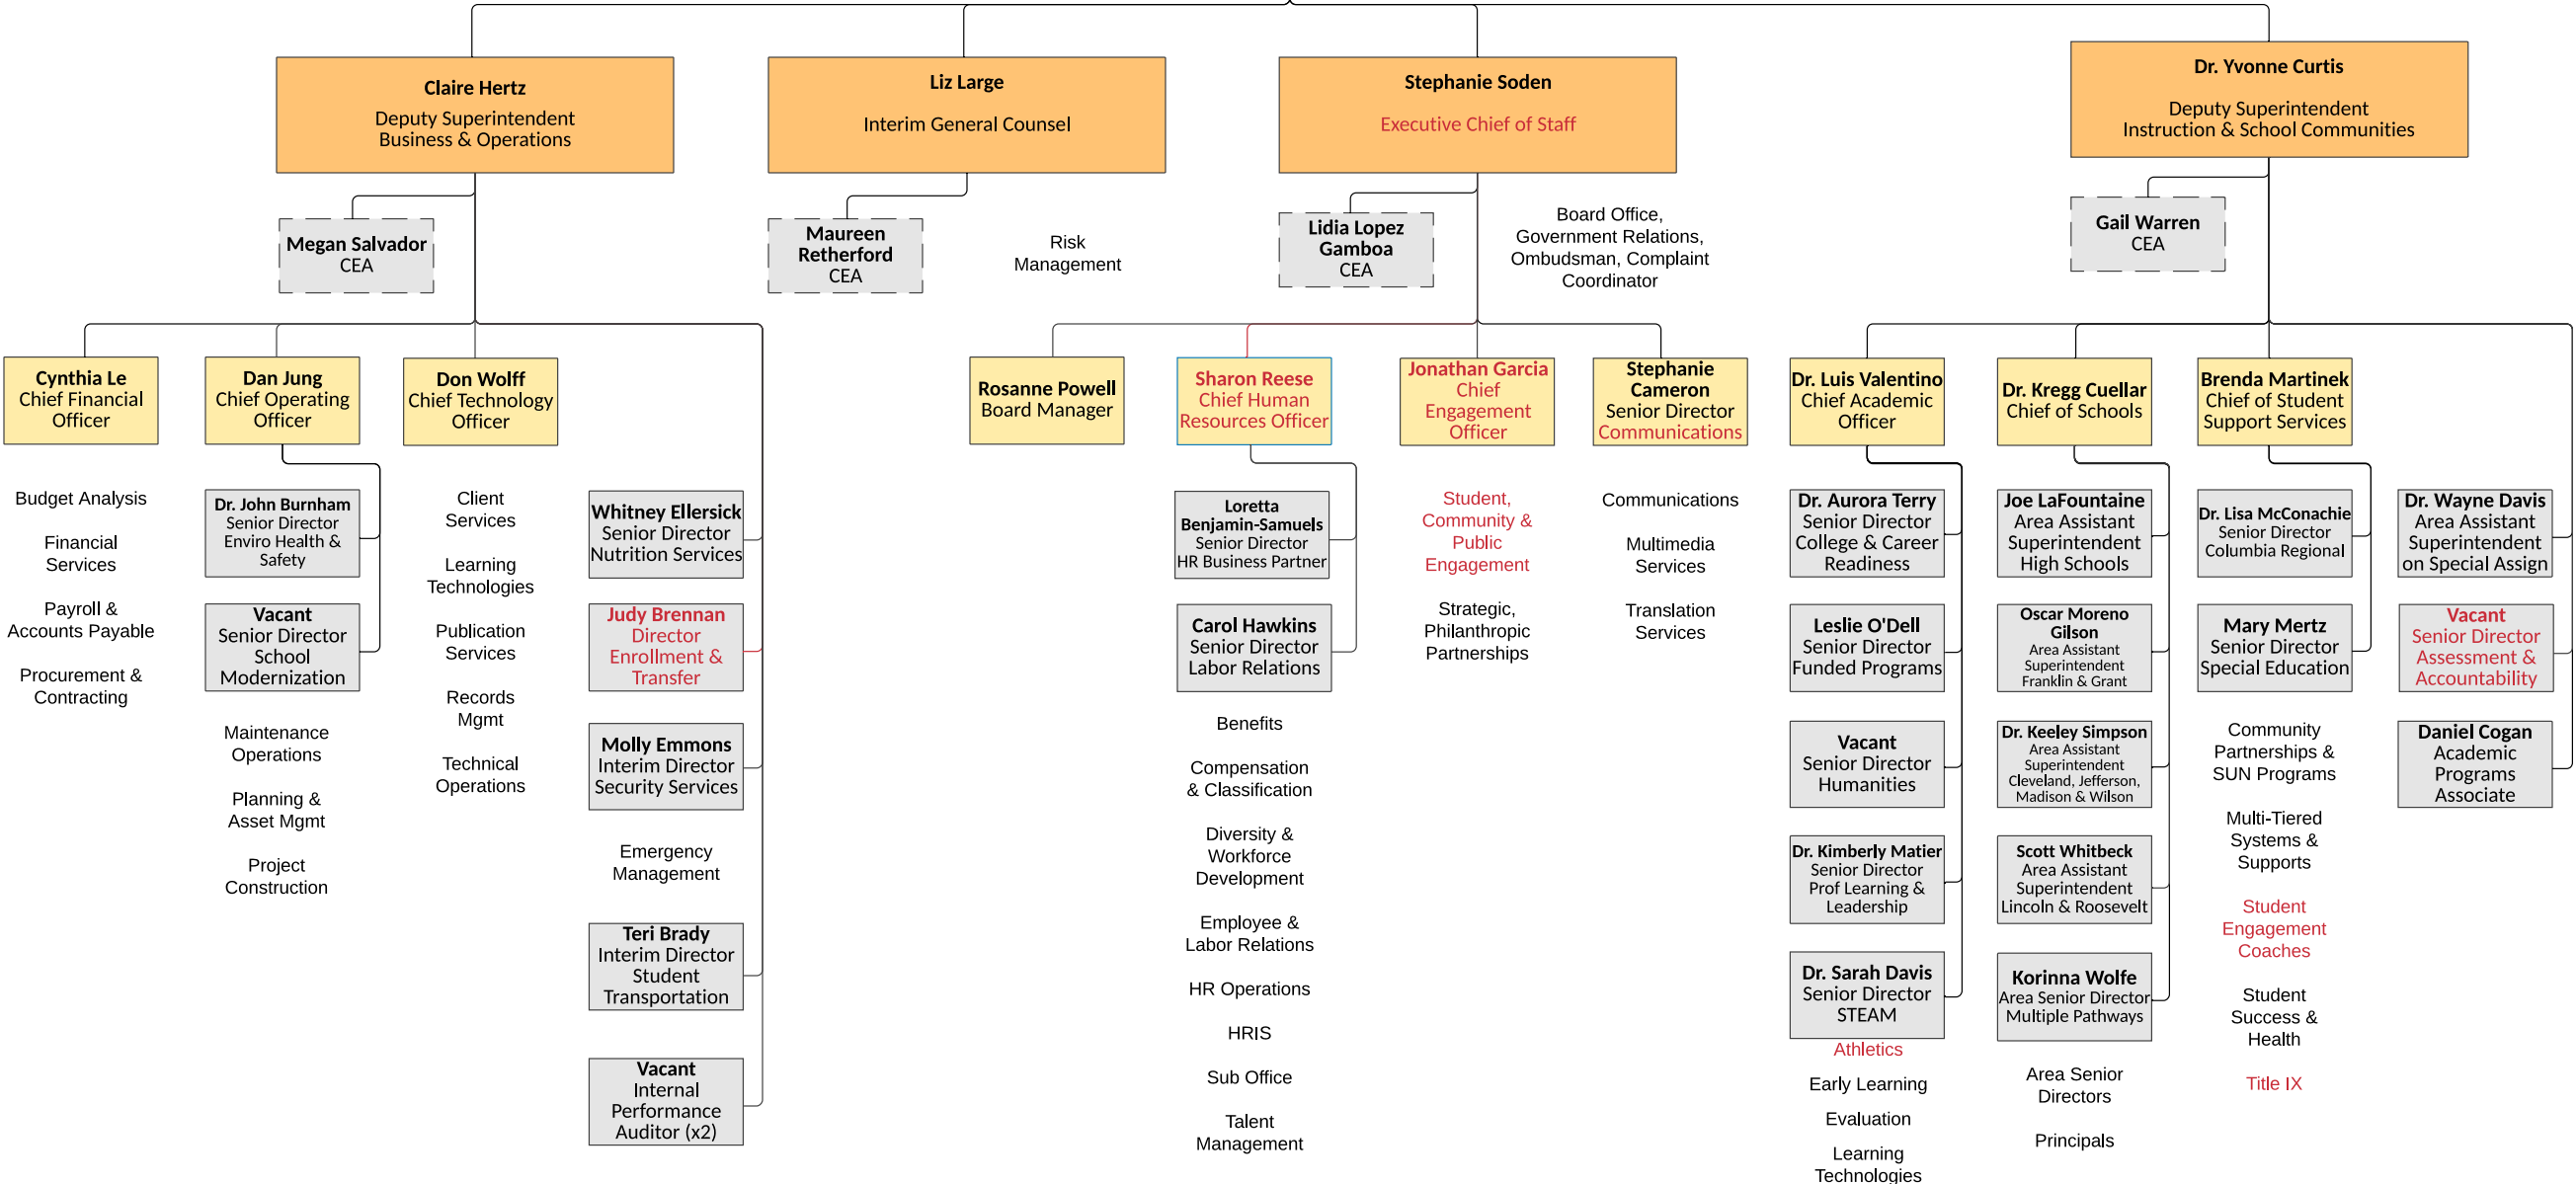 Claire Hertz
Deputy Superintendent
Business & Operations
Liz Large
Interim General Counsel
Stephanie Soden
Executive Chief of Staff
Dr. Yvonne Curtis
Deputy Superintendent
Instruction & School Communities
Megan Salvador
CEA
Maureen
Retherford
CEA
Risk
Management
Lidia Lopez
Gamboa
CEA
Board Office,
Government Relations,
Ombudsman, Complaint
Coordinator
Gail Warren
CEA
Cynthia Le
Chief Financial
Officer
Dan Jung
Chief Operating
Officer
Don Wolff
Chief Technology
Officer
Rosanne Powell
Board Manager
Sharon Reese
Chief Human
Resources Officer
Jonathan Garcia
Chief
Engagement
Officer
Stephanie
Cameron
Senior Director
Communications
Dr. Luis Valentino
Chief Academic
Officer
Dr. Kregg Cuellar
Chief of Schools
Brenda Martinek
Chief of Student
Support Services
Budget Analysis
Financial
Services
Payroll &
Accounts Payable
Procurement &
Contracting
Dr. John Burnham
Senior Director
Enviro Health &
Safety
Vacant
Senior Director
School
Modernization
Maintenance
Operations
Planning &
Asset Mgmt
Project
Construction
Client
Services
Learning
Technologies
Publication
Services
Records
Mgmt
Technical
Operations
Whitney Ellersick
Senior Director
Nutrition Services
Judy Brennan
Director
Enrollment &
Transfer
Molly Emmons
Interim Director
Security Services
Emergency
Management
Teri Brady
Interim Director
Student
Transportation
Vacant
Internal
Performance
Auditor (x2)
Loretta
Benjamin-Samuels
Senior Director
HR Business Partner
Carol Hawkins
Senior Director
Labor Relations
Benefits
Compensation
& Classification
Diversity &
Workforce
Development
Employee &
Labor Relations
HR Operations
HRIS
Sub Office
Talent
Management
Student,
Community &
Public
Engagement
Strategic,
Philanthropic
Partnerships
Communications
Multimedia
Services
Translation
Services
Dr. Aurora Terry
Senior Director
College & Career
Readiness
Leslie O'Dell
Senior Director
Funded Programs
Vacant
Senior Director
Humanities
Dr. Kimberly Matier
Senior Director
Prof Learning &
Leadership
Dr. Sarah Davis
Senior Director
STEAM
Athletics
Early Learning
Evaluation
Learning
Technologies
Joe LaFountaine
Area Assistant
Superintendent
High Schools
Oscar Moreno
Gilson
Area Assistant
Superintendent
Franklin & Grant
Dr. Keeley Simpson
Area Assistant
Superintendent
Cleveland, Jefferson,
Madison & Wilson
Scott Whitbeck
Area Assistant
Superintendent
Lincoln & Roosevelt
Korinna Wolfe
Area Senior Director
Multiple Pathways
Area Senior
Directors
Principals
Dr. Lisa McConachie
Senior Director
Columbia Regional
Mary Mertz
Senior Director
Special Education
Community
Partnerships &
SUN Programs
Multi-Tiered
Systems &
Supports
Student
Engagement
Coaches
Student
Success &
Health
Title IX
Dr. Wayne Davis
Area Assistant
Superintendent
on Special Assign
Vacant
Senior Director
Assessment &
Accountability
Daniel Cogan
Academic
Programs
Associate